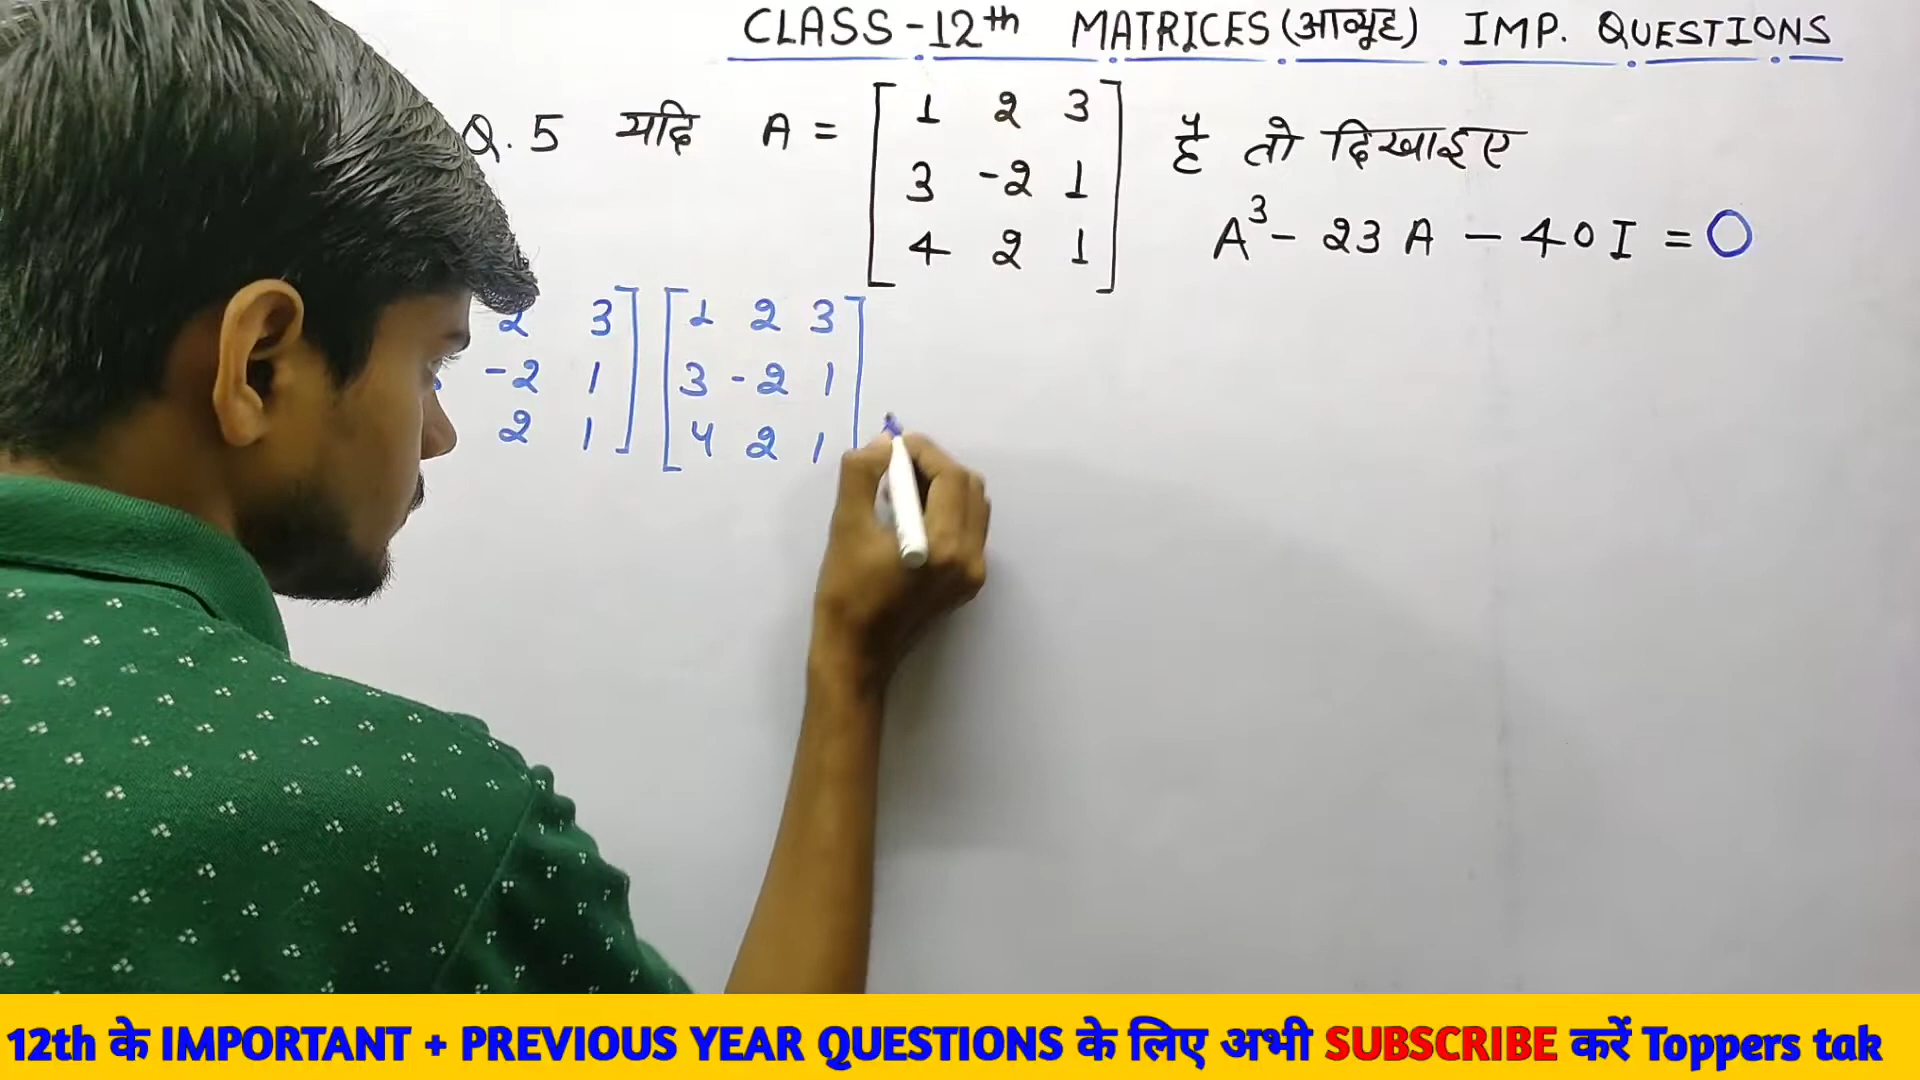 CLASS-12th MATRICES (आव्यूह) IMP. QUESTIONS
Q. 5 यदि A = [ 1 2 3 ] है तो दिखाइए
3 -2 1
4 2 1
A³ - 23 A - 40 I = 0
2 3 ] [ 1 2 3 ]
-2 1 3 -2 1
2 1 4 2 1
12th के IMPORTANT + PREVIOUS YEAR QUESTIONS के लिए अभी SUBSCRIBE करें Toppers tak